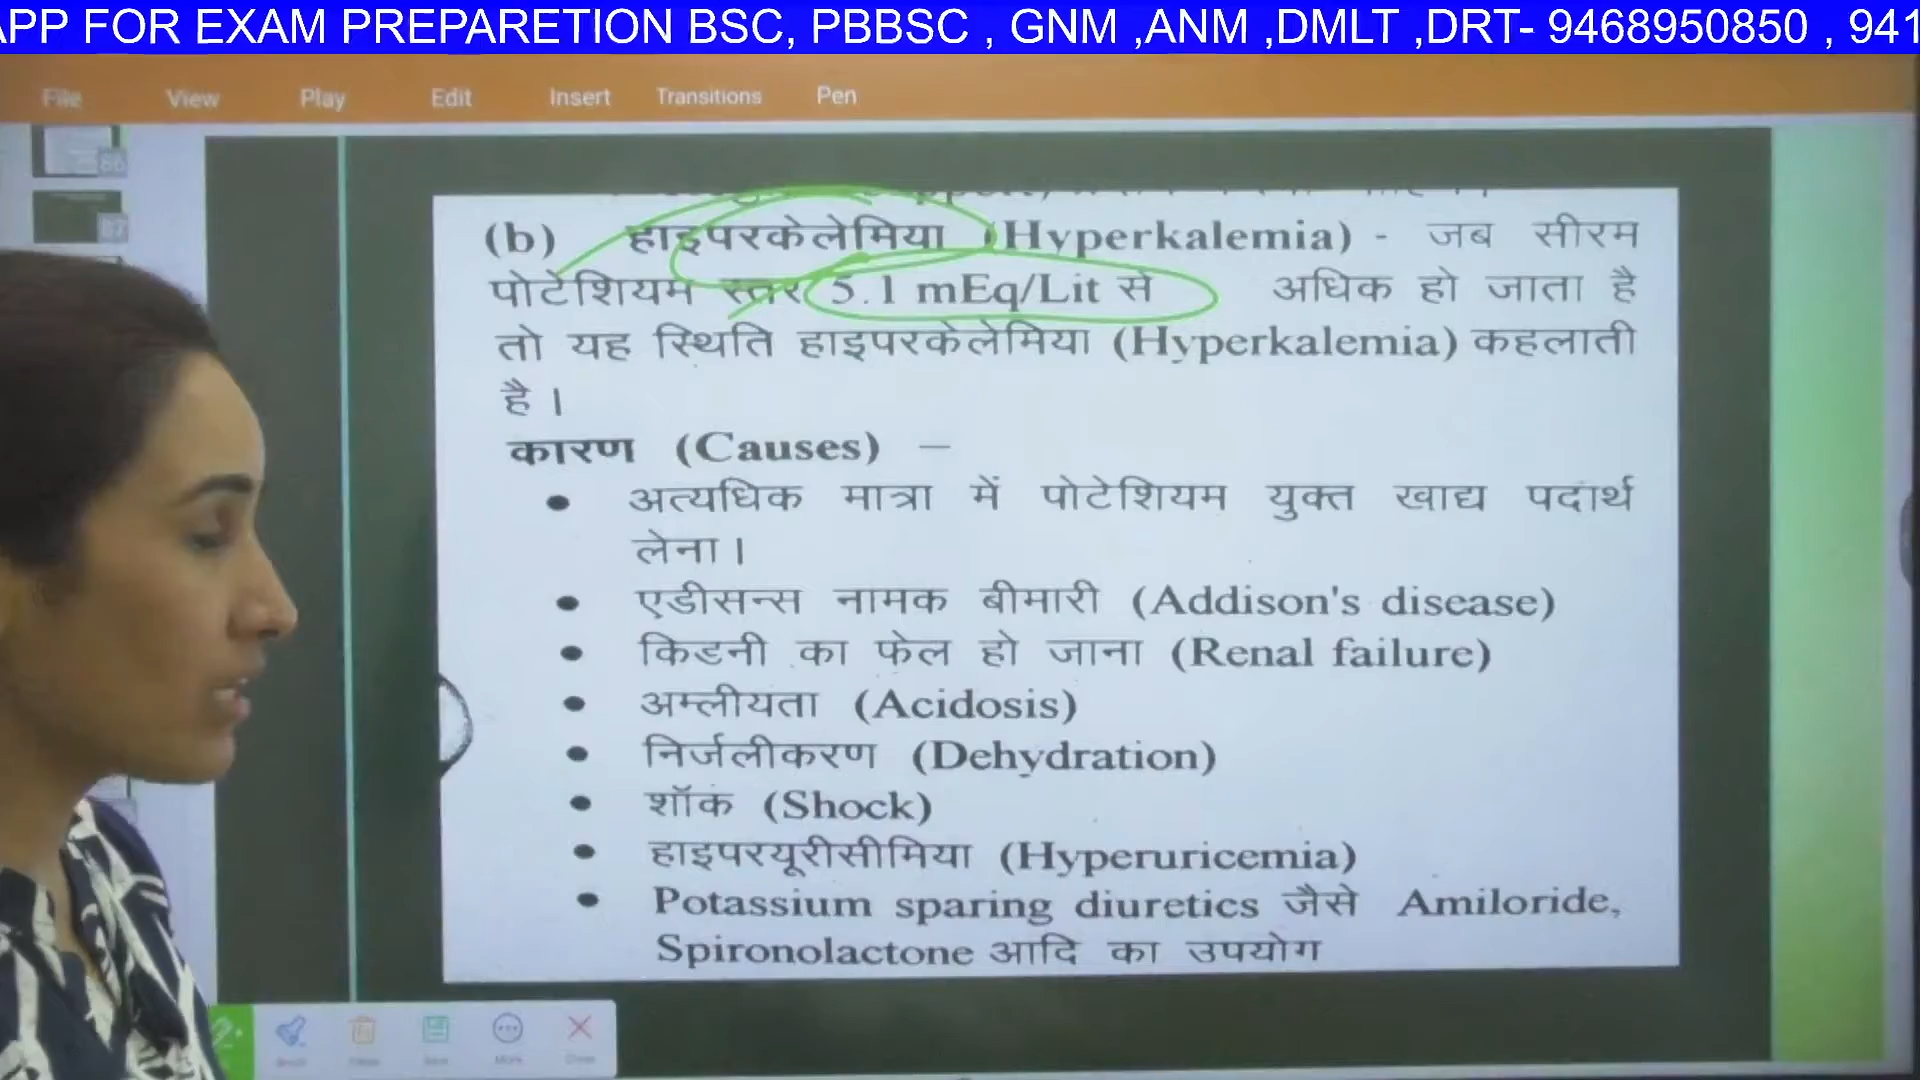 APP FOR EXAM PREPARETION BSC, PBBSC , GNM ,ANM ,DMLT ,DRT- 9468950850 , 941
File View Play Edit Insert Transitions Pen
86
87
(b) हाइपरकेलेमिया (Hyperkalemia) - जब सीरम
पोटेशियम स्तर 5.1 mEq/Lit से अधिक हो जाता है
तो यह स्थिति हाइपरकेलेमिया (Hyperkalemia) कहलाती
है ।
कारण (Causes) –
• अत्यधिक मात्रा में पोटेशियम युक्त खाद्य पदार्थ
लेना ।
• एडीसन्स नामक बीमारी (Addison's disease)
• किडनी का फेल हो जाना (Renal failure)
• अम्लीयता (Acidosis)
• निर्जलीकरण (Dehydration)
• शॉक (Shock)
• हाइपरयूरीसीमिया (Hyperuricemia)
• Potassium sparing diuretics जैसे Amiloride,
Spironolactone आदि का उपयोग
More